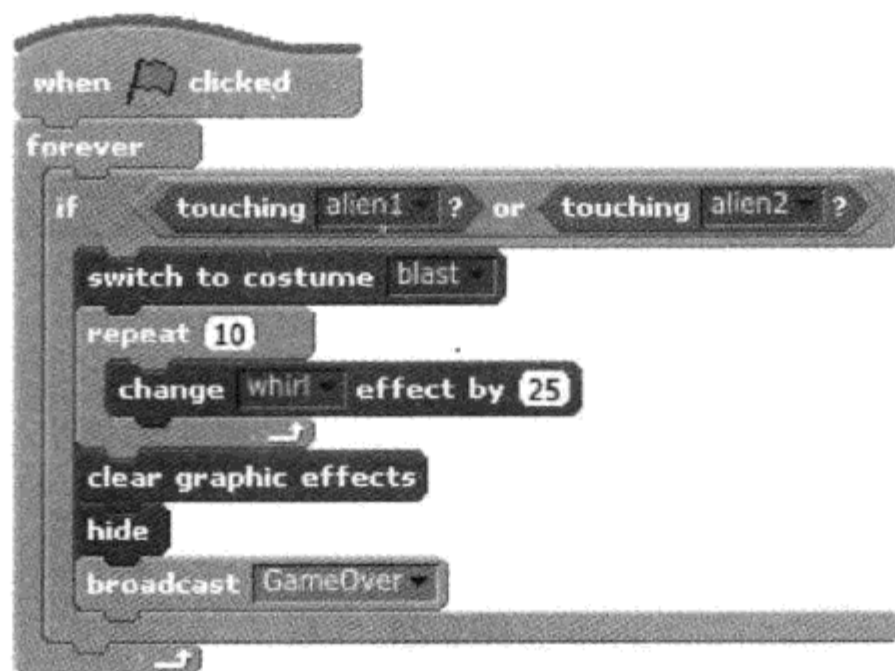 when clicked
forever
if touching alien1 ? or touching alien2 ?
switch to costume blast
repeat 10
change whirl effect by 25
clear graphic effects
hide
broadcast GameOver